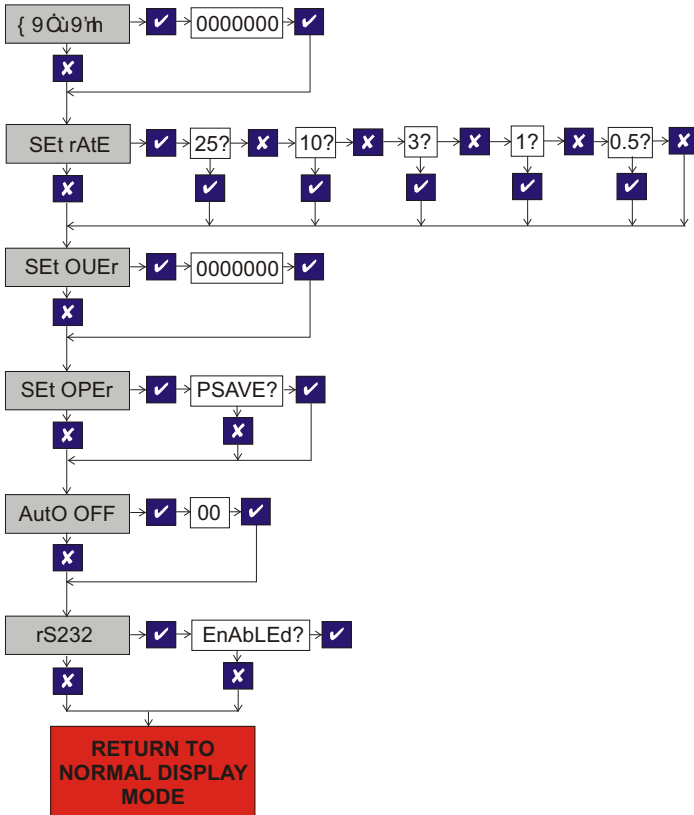 0000000
SEt rAtE
25?
10?
3?
1?
0.5?
SEt OUEr
0000000
SEt OPEr
PSAVE?
AutO OFF
00
rS232
EnAbLEd?
RETURN TO
NORMAL DISPLAY
MODE